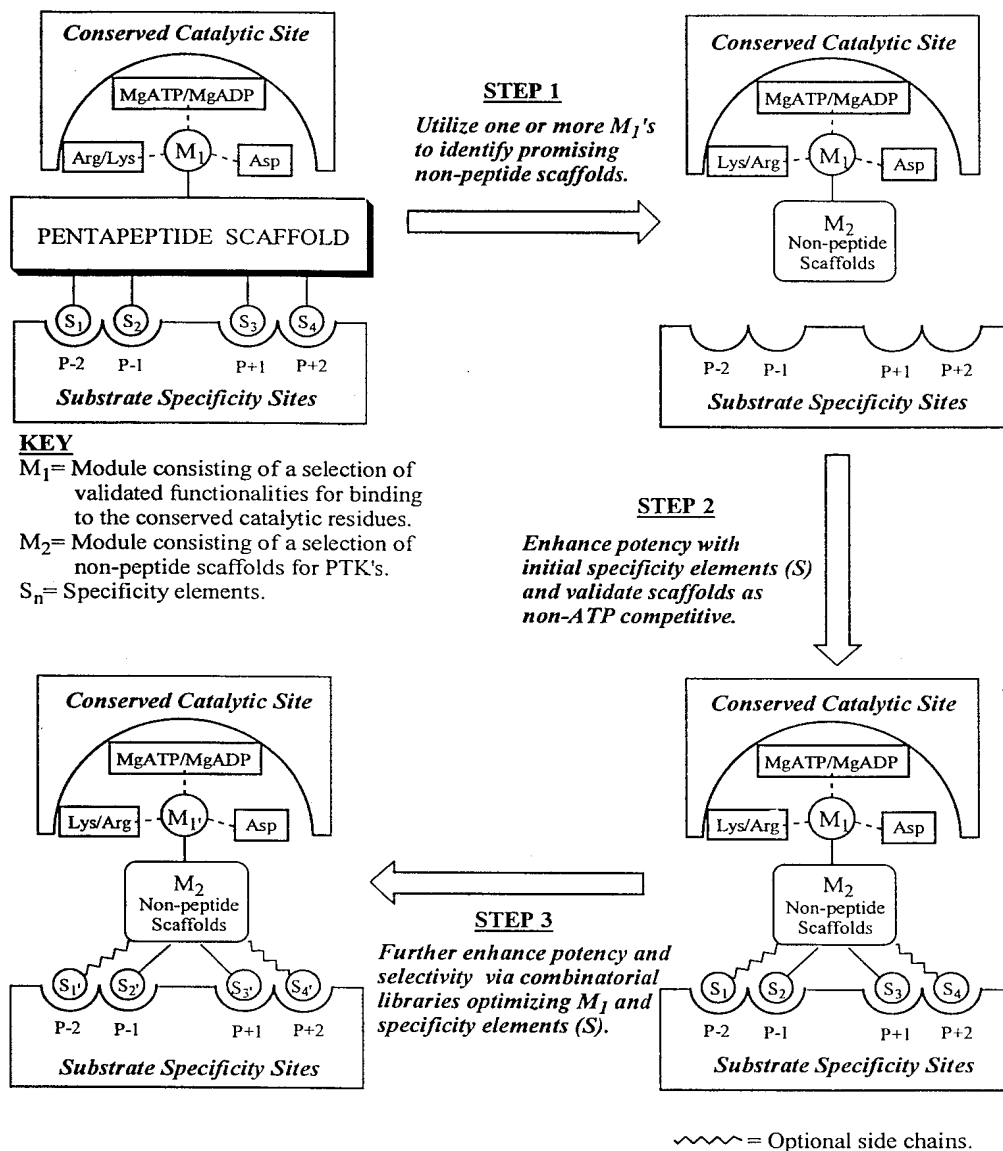 Conserved Catalytic Site
MgATP/MgADP
Arg/Lys
M1
Asp
PENTAPEPTIDE SCAFFOLD
S1
S2
S3
S4
P-2
P-1
P+1
P+2
Substrate Specificity Sites
STEP 1
Utilize one or more M1's
to identify promising
non-peptide scaffolds.
Conserved Catalytic Site
MgATP/MgADP
Lys/Arg
M1
Asp
M2
Non-peptide
Scaffolds
P-2
P-1
P+1
P+2
Substrate Specificity Sites
KEY
M1= Module consisting of a selection of
validated functionalities for binding
to the conserved catalytic residues.
M2= Module consisting of a selection of
non-peptide scaffolds for PTK's.
Sn= Specificity elements.
STEP 2
Enhance potency with
initial specificity elements (S)
and validate scaffolds as
non-ATP competitive.
Conserved Catalytic Site
MgATP/MgADP
Lys/Arg
M1'
Asp
M2
Non-peptide
Scaffolds
S1'
S2'
S3'
S4'
P-2
P-1
P+1
P+2
Substrate Specificity Sites
STEP 3
Further enhance potency and
selectivity via combinatorial
libraries optimizing M1 and
specificity elements (S).
Conserved Catalytic Site
MgATP/MgADP
Lys/Arg
M1
Asp
M2
Non-peptide
Scaffolds
S1
S2
S3
S4
P-2
P-1
P+1
P+2
Substrate Specificity Sites
= Optional side chains.